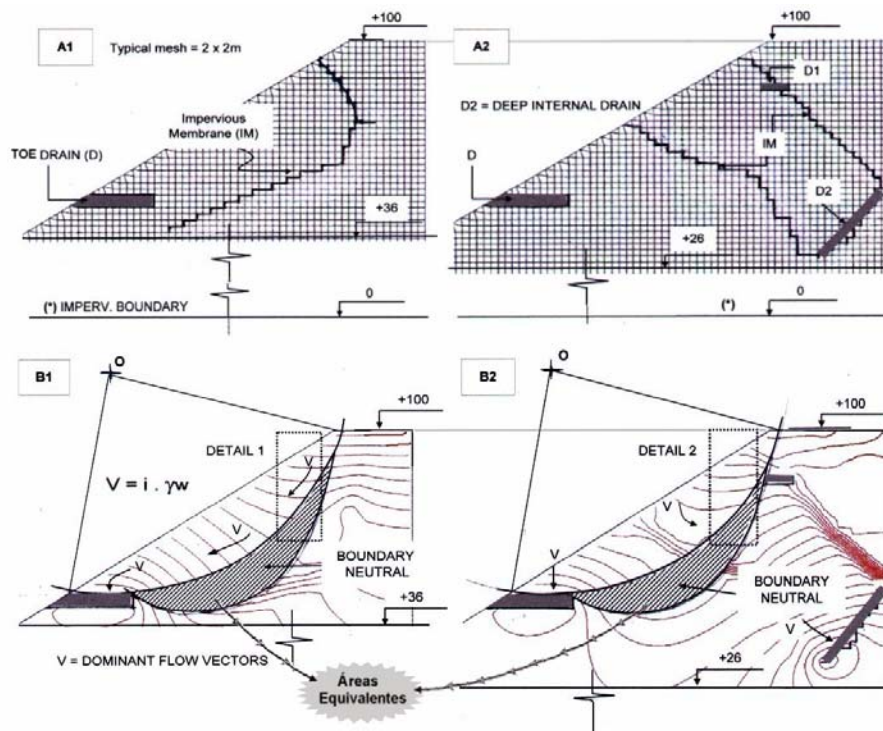 A1
Typical mesh = 2 x 2m
+100
Impervious
Membrane (IM)
TOE DRAIN (D)
+36
(*) IMPERV. BOUNDARY
0
A2
+100
D1
D2 = DEEP INTERNAL DRAIN
IM
D
D2
+26
(*)
0
B1
O
+100
DETAIL 1
V
V = i . γw
V
V
BOUNDARY
NEUTRAL
+36
V = DOMINANT FLOW VECTORS
Áreas
Equivalentes
B2
O
+100
DETAIL 2
V
V
BOUNDARY
NEUTRAL
V
+26